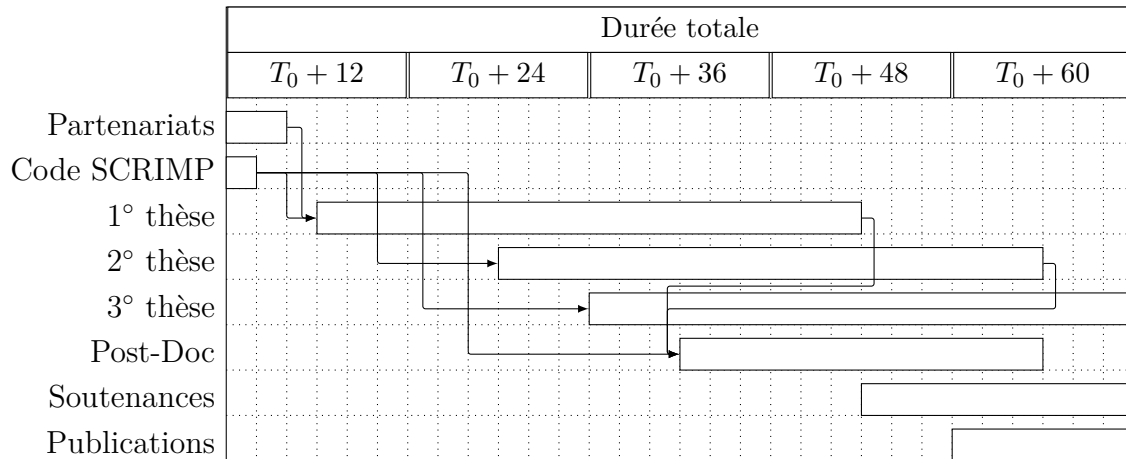 Durée totale
T₀ + 12 T₀ + 24 T₀ + 36 T₀ + 48 T₀ + 60
Partenariats
Code SCRIMP
1° thèse
2° thèse
3° thèse
Post-Doc
Soutenances
Publications